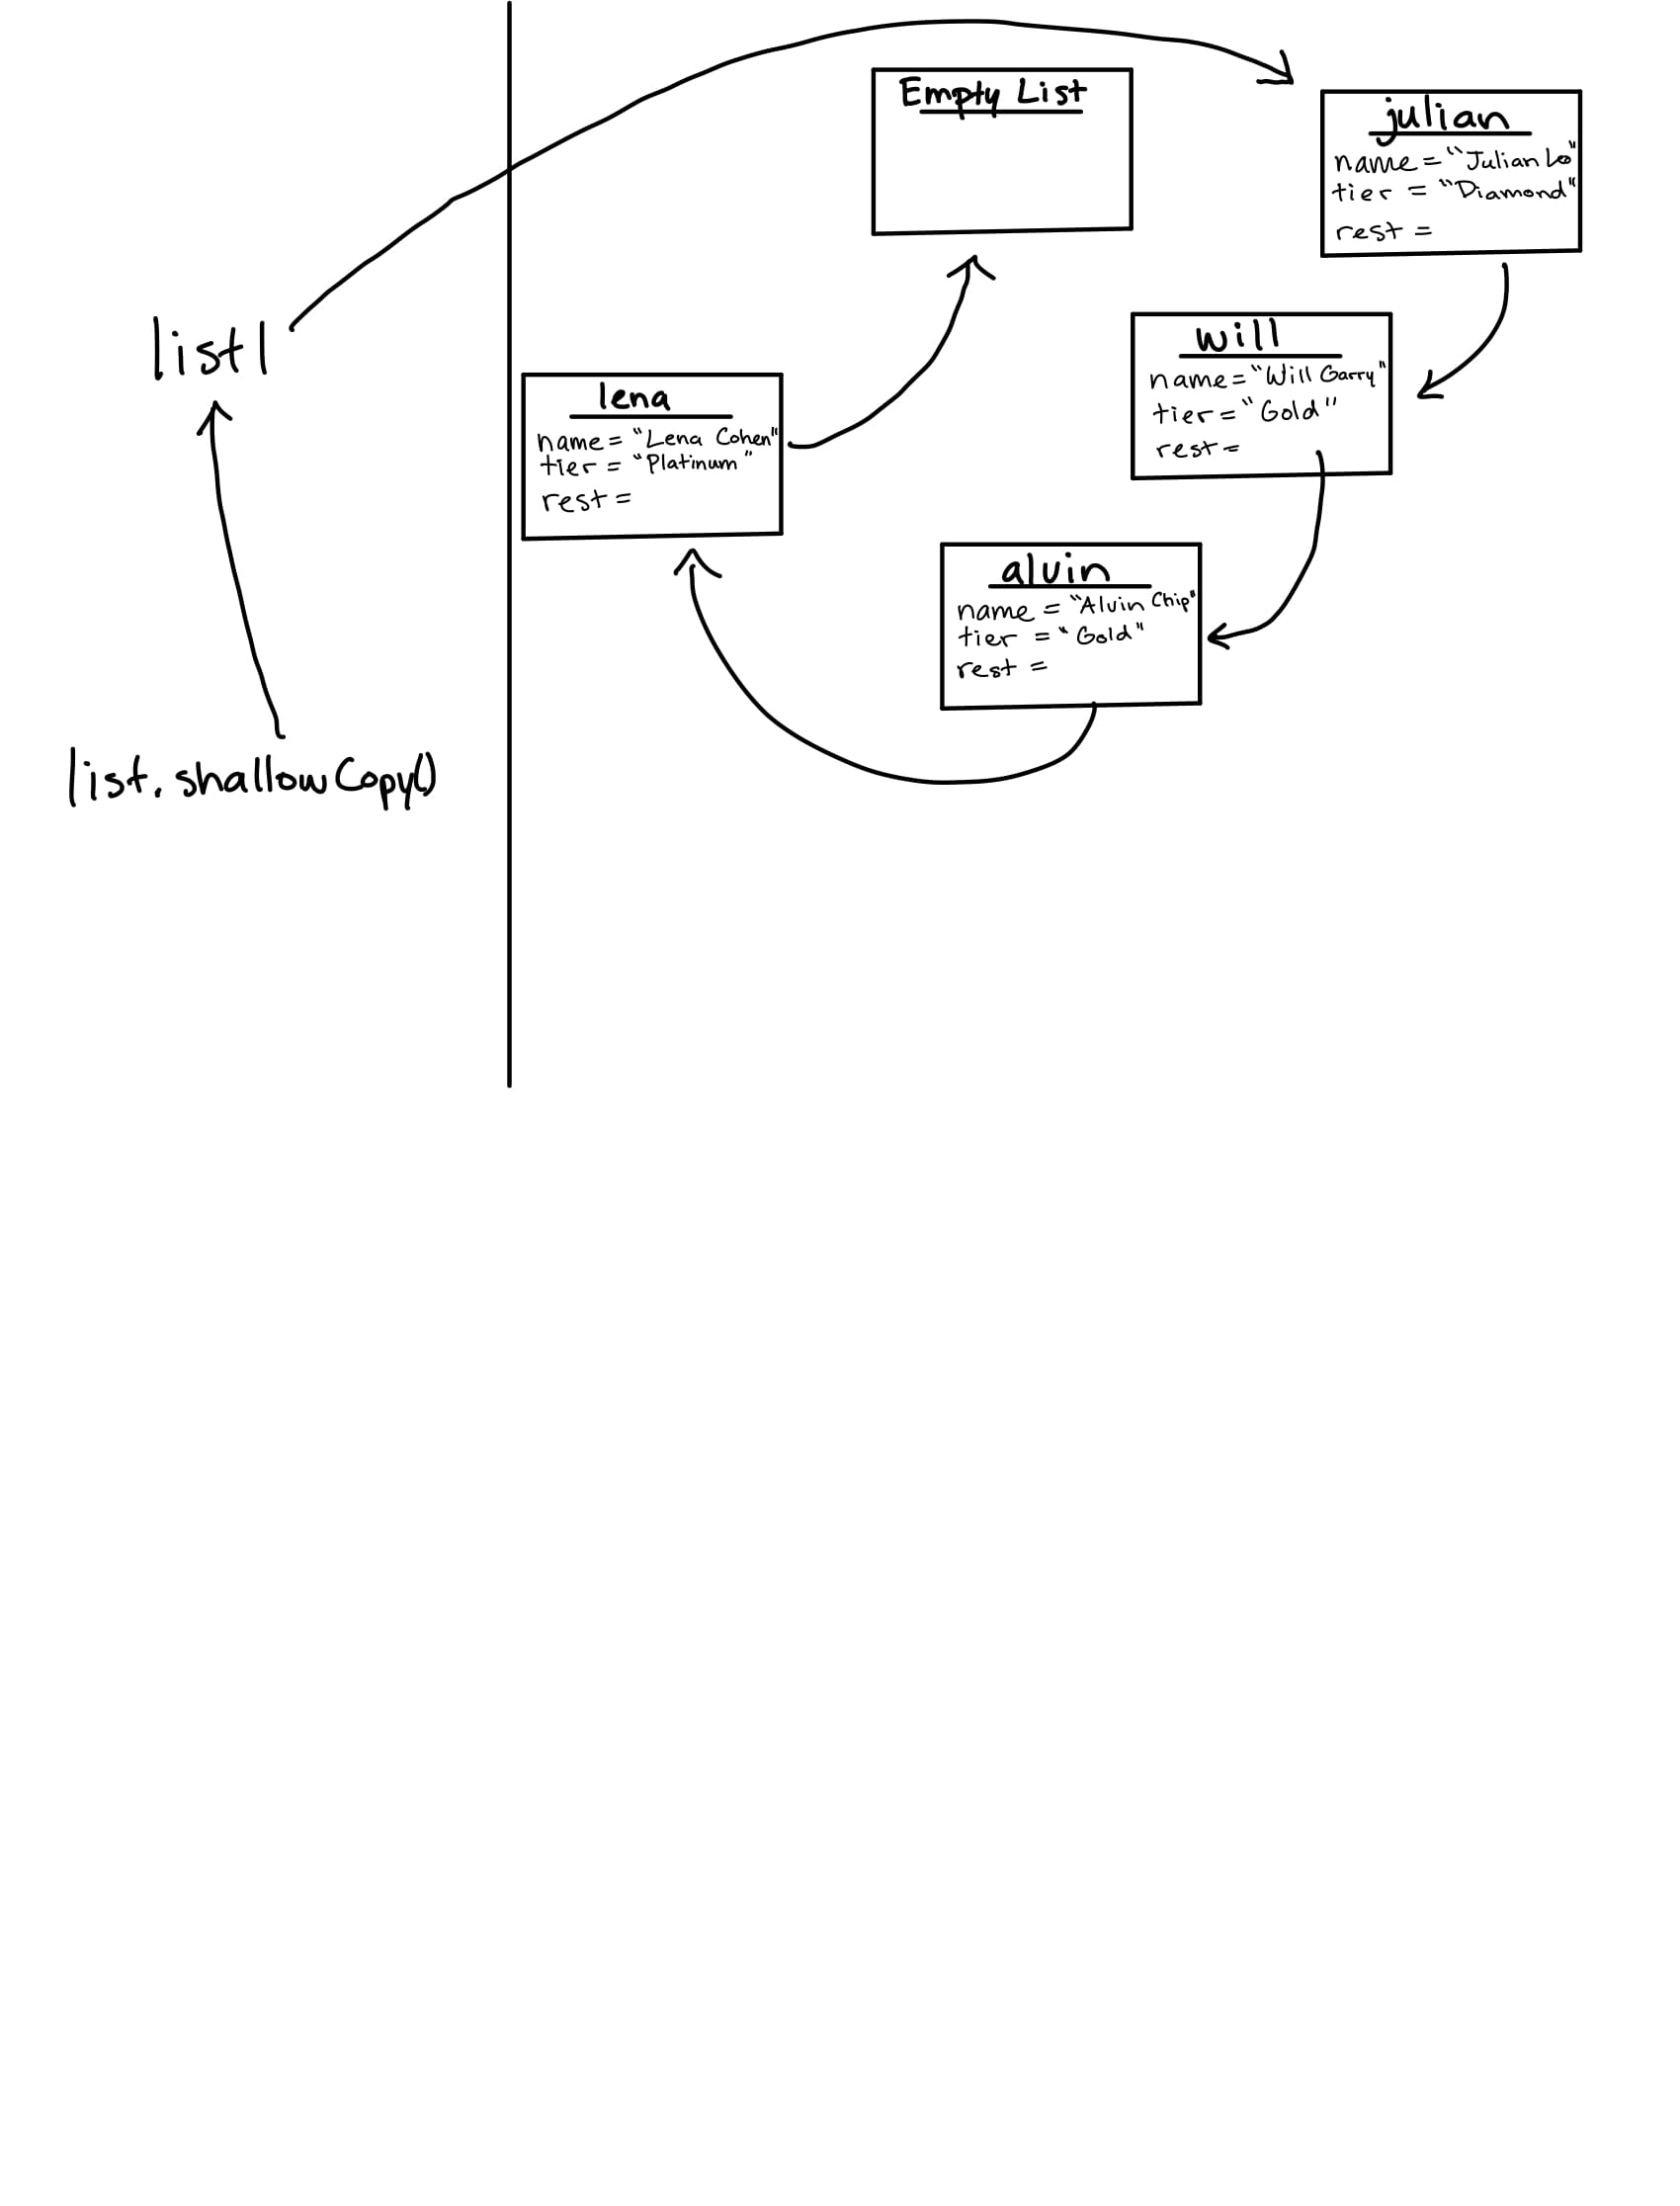 Empty List
julian
name = "Julian Leo"
tier = "Diamond"
rest =
list1
will
name = "Will Garry"
tier = "Gold"
rest =
lena
name = "Lena Cohen"
tier = "Platinum"
rest =
alvin
name = "Alvin Chip"
tier = "Gold"
rest =
list.shallowCopy()